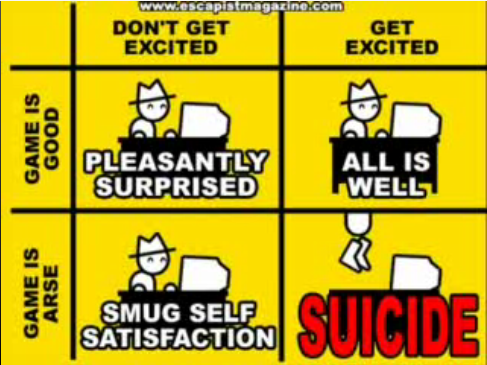 www.escapistmagazine.com
DON'T GET
EXCITED
GET
EXCITED
GAME IS
GOOD
PLEASANTLY
SURPRISED
ALL IS
WELL
GAME IS
ARSE
SMUG SELF
SATISFACTION
SUICIDE